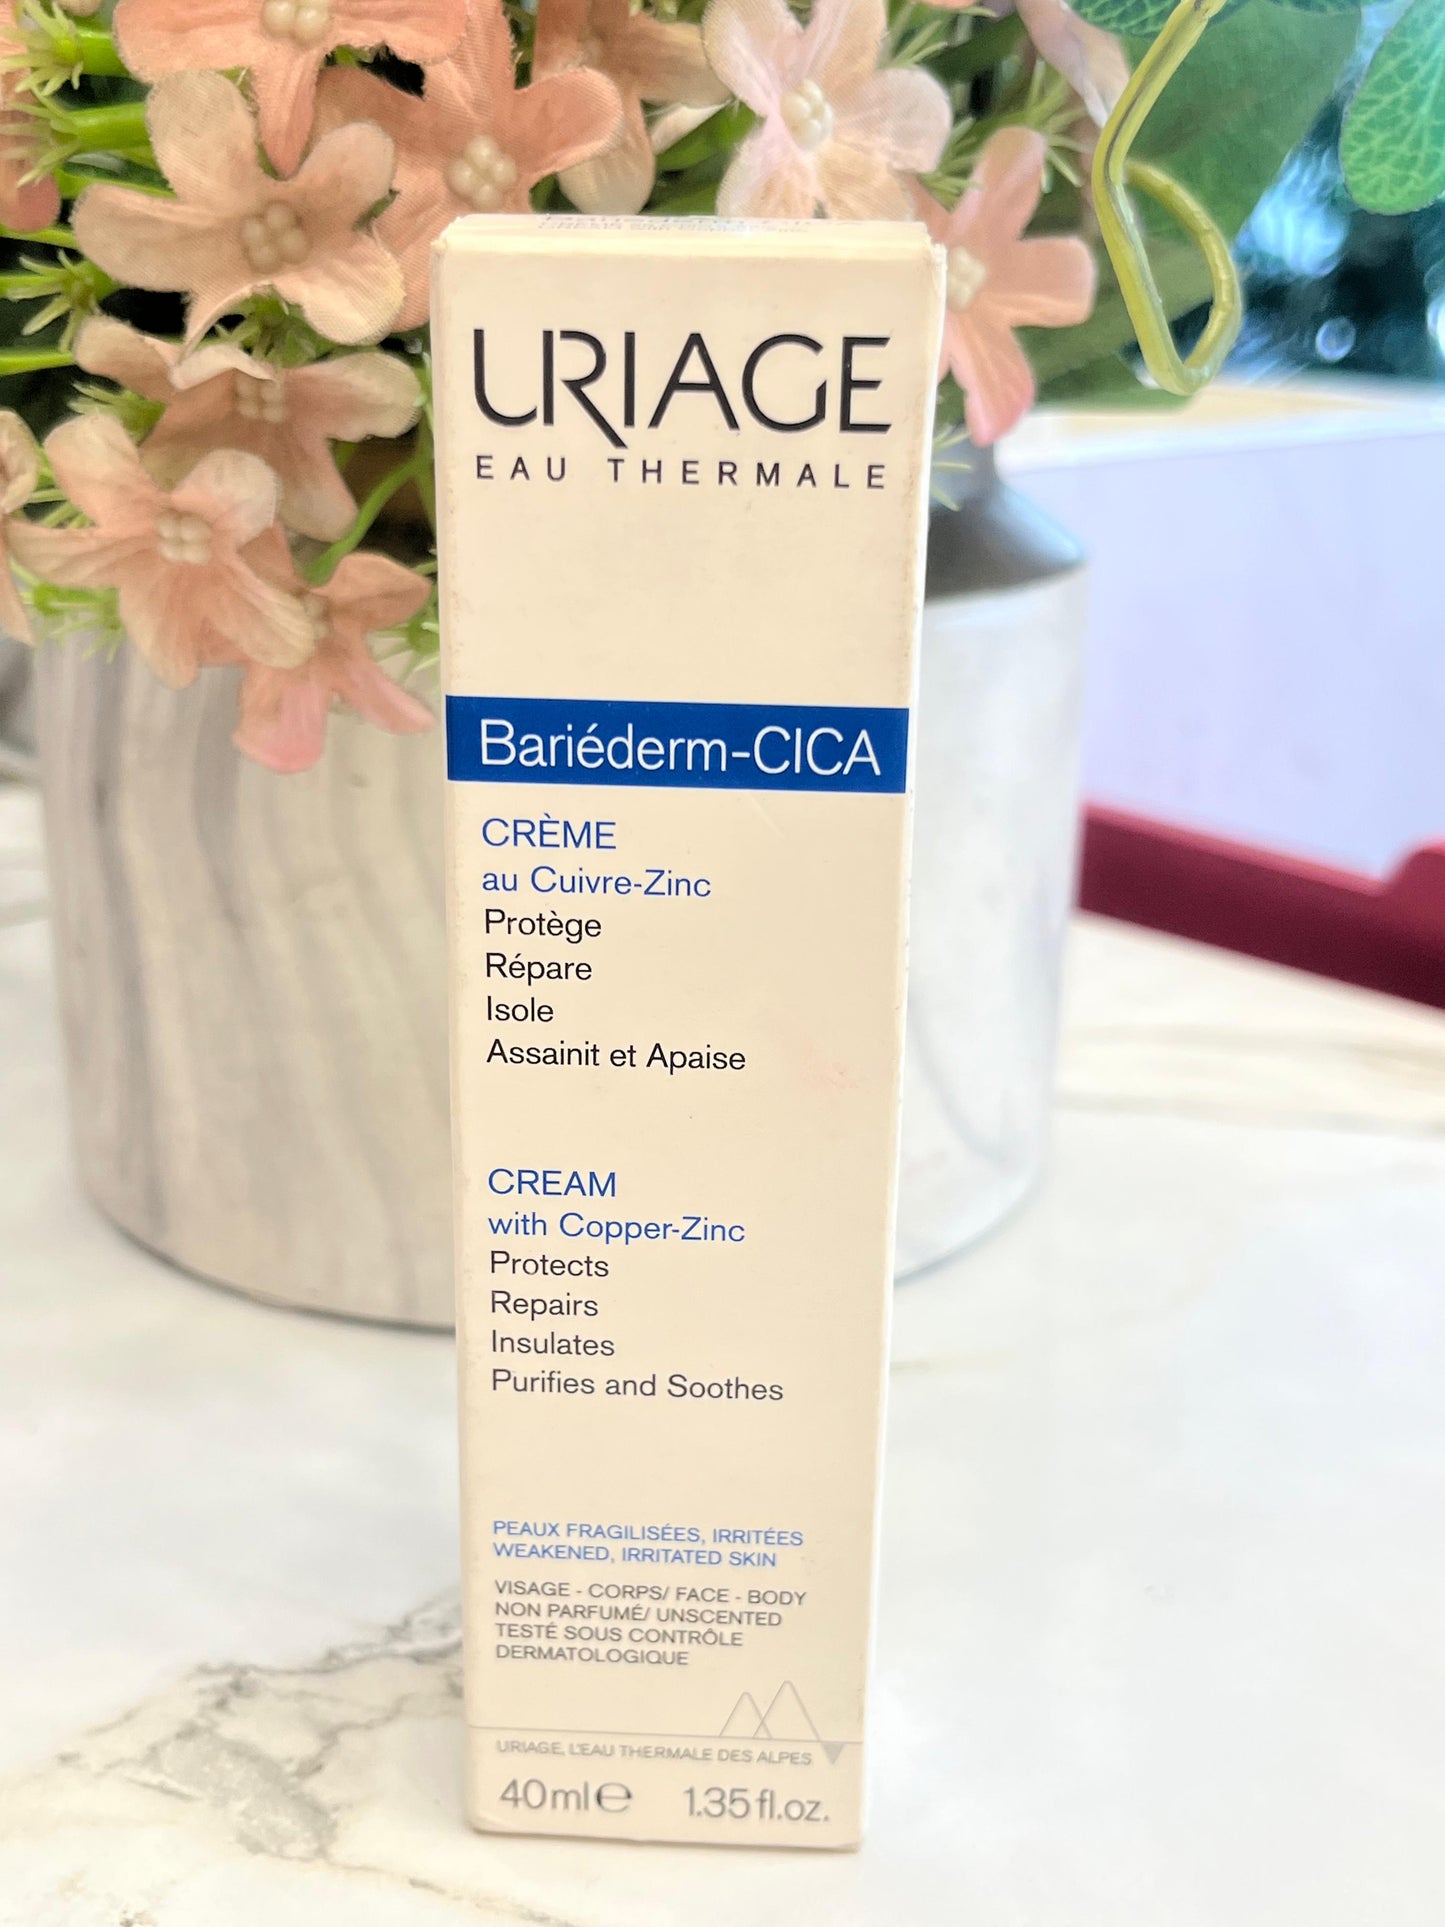 URIAGE
EAU THERMALE
Bariéderm-CICA
CRÈME
au Cuivre-Zinc
Protège
Répare
Isole
Assainit et Apaise
CREAM
with Copper-Zinc
Protects
Repairs
Insulates
Purifies and Soothes
PEAUX FRAGILISÉES, IRRITÉES
WEAKENED, IRRITATED SKIN
VISAGE - CORPS/ FACE - BODY
NON PARFUMÉ/ UNSCENTED
TESTÉ SOUS CONTRÔLE
DERMATOLOGIQUE
URIAGE, L'EAU THERMALE DES ALPES
40ml℮ 1.35fl.oz.